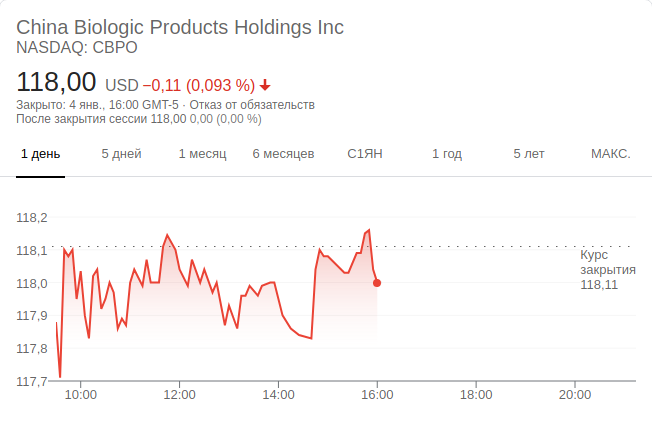 China Biologic Products Holdings Inc
NASDAQ: CBPO
118,00 USD −0,11 (0,093 %)
Закрыто: 4 янв., 16:00 GMT-5 · Отказ от обязательств
После закрытия сессии 118,00 0,00 (0,00 %)
1 день 5 дней 1 месяц 6 месяцев С1ЯН 1 год 5 лет МАКС.
118,2
118,1
Курс
закрытия
118,11
118,0
117,9
117,8
117,7
10:00 12:00 14:00 16:00 18:00 20:00